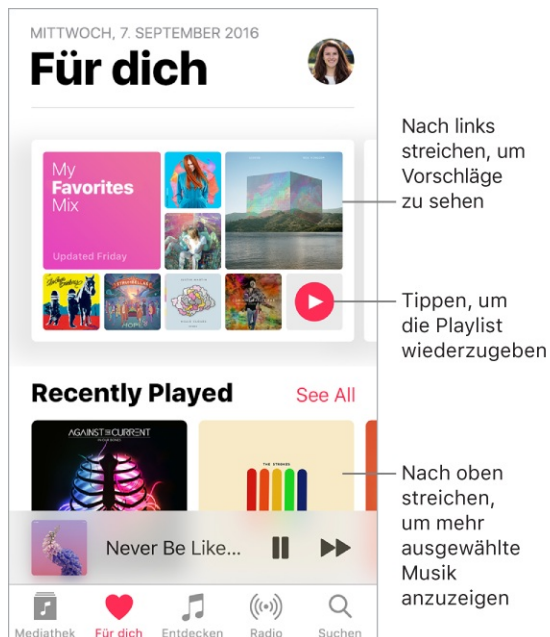 MITTWOCH, 7. SEPTEMBER 2016
Für dich
Nach links
streichen, um
Vorschläge
zu sehen
My
Favorites
Mix
Updated Friday
HOPE
Tippen, um
die Playlist
wiederzugeben
Recently Played
See All
AGAINST THE CURRENT
THE STROKES
Nach oben
streichen,
um mehr
ausgewählte
Musik
anzuzeigen
Never Be Like...
Mediathek
Für dich
Entdecken
Radio
Suchen